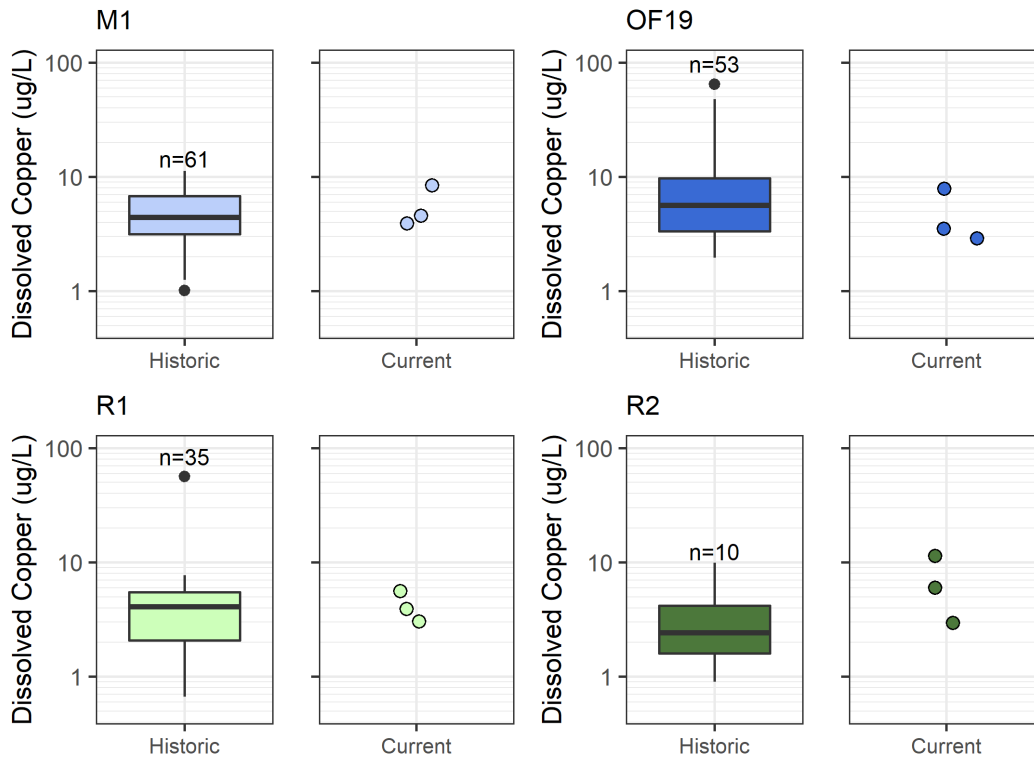 M1
Dissolved Copper (ug/L)
100
10
1
n=61
Historic
Current
OF19
Dissolved Copper (ug/L)
100
10
1
n=53
Historic
Current
R1
Dissolved Copper (ug/L)
100
10
1
n=35
Historic
Current
R2
Dissolved Copper (ug/L)
100
10
1
n=10
Historic
Current